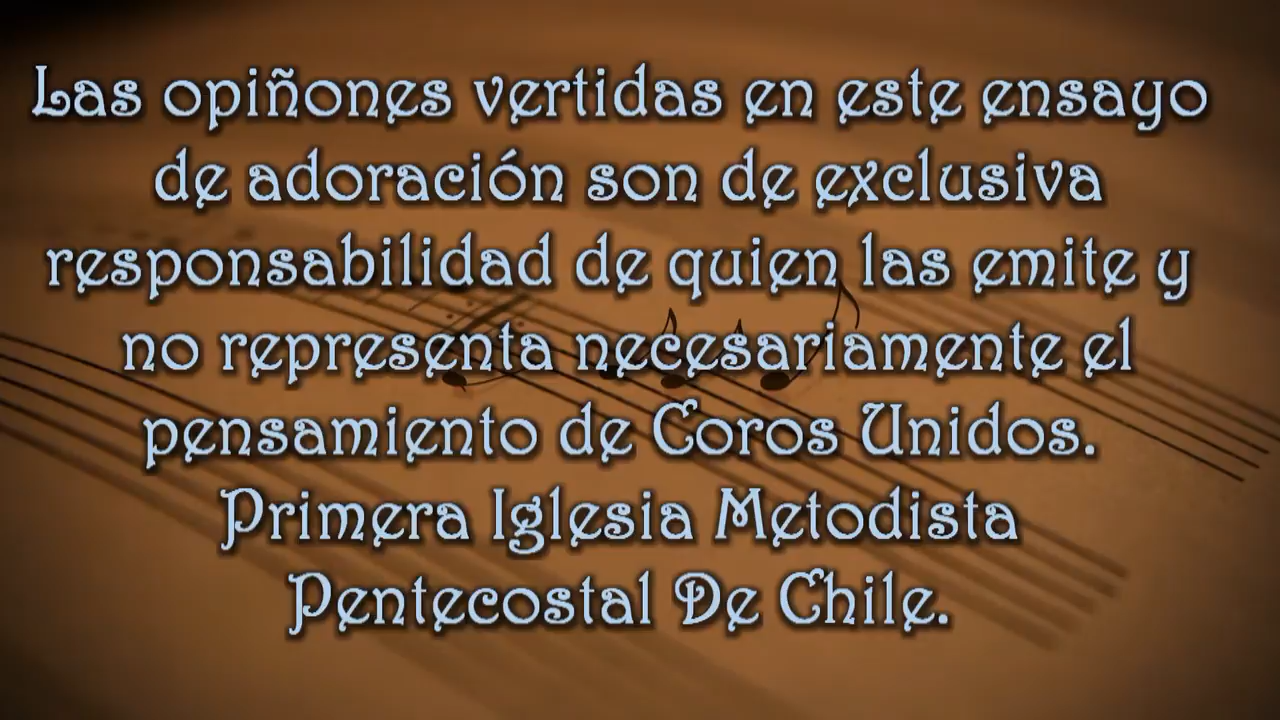 Las opiñones vertidas en este ensayo
de adoración son de exclusiva
responsabilidad de quien las emite y
no representa necesariamente el
pensamiento de Coros Unidos.
Primera Iglesia Metodista
Pentecostal De Chile.